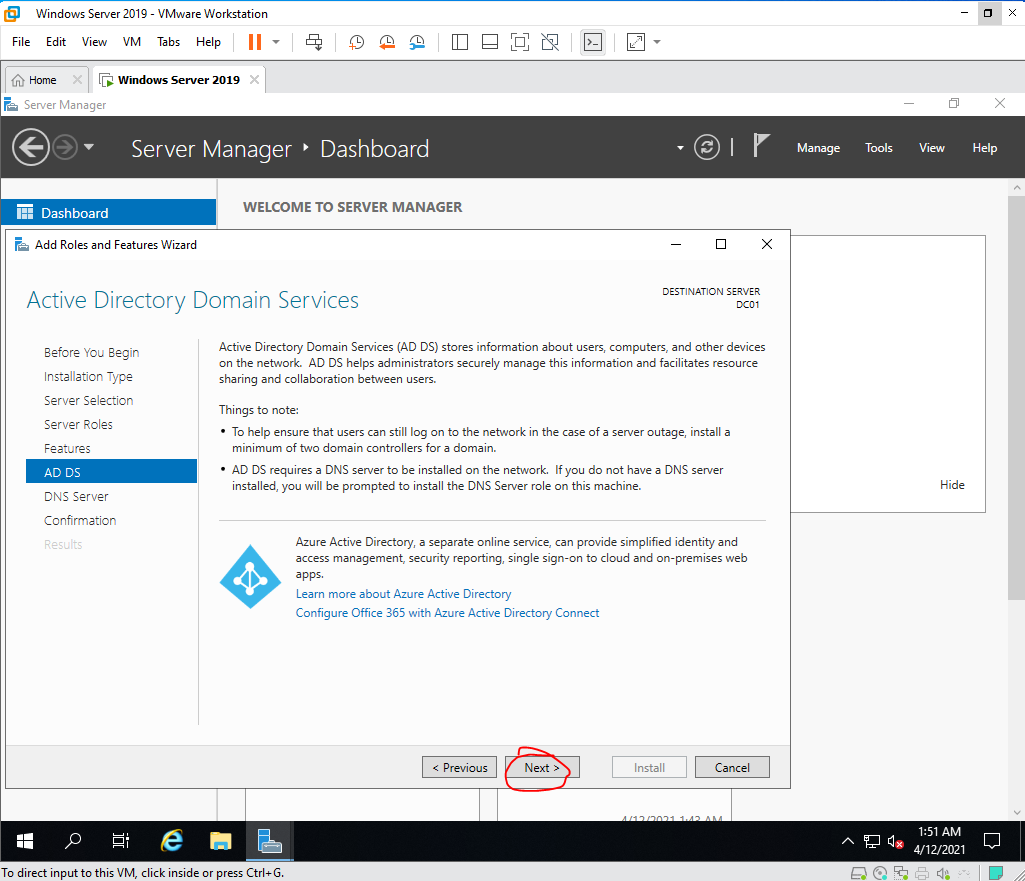 Windows Server 2019 - VMware Workstation
File Edit View VM Tabs Help
Home Windows Server 2019
Server Manager
Server Manager Dashboard
Manage Tools View Help
Dashboard
WELCOME TO SERVER MANAGER
Add Roles and Features Wizard
Active Directory Domain Services
DESTINATION SERVER
DC01
Before You Begin
Installation Type
Server Selection
Server Roles
Features
AD DS
DNS Server
Confirmation
Results
Active Directory Domain Services (AD DS) stores information about users, computers, and other devices
on the network. AD DS helps administrators securely manage this information and facilitates resource
sharing and collaboration between users.
Things to note:
• To help ensure that users can still log on to the network in the case of a server outage, install a
minimum of two domain controllers for a domain.
• AD DS requires a DNS server to be installed on the network. If you do not have a DNS server
installed, you will be prompted to install the DNS Server role on this machine.
Hide
Azure Active Directory, a separate online service, can provide simplified identity and
access management, security reporting, single sign-on to cloud and on-premises web
apps.
Learn more about Azure Active Directory
Configure Office 365 with Azure Active Directory Connect
< Previous Next > Install Cancel
4/12/2021 1:43 AM
1:51 AM
4/12/2021
To direct input to this VM, click inside or press Ctrl+G.